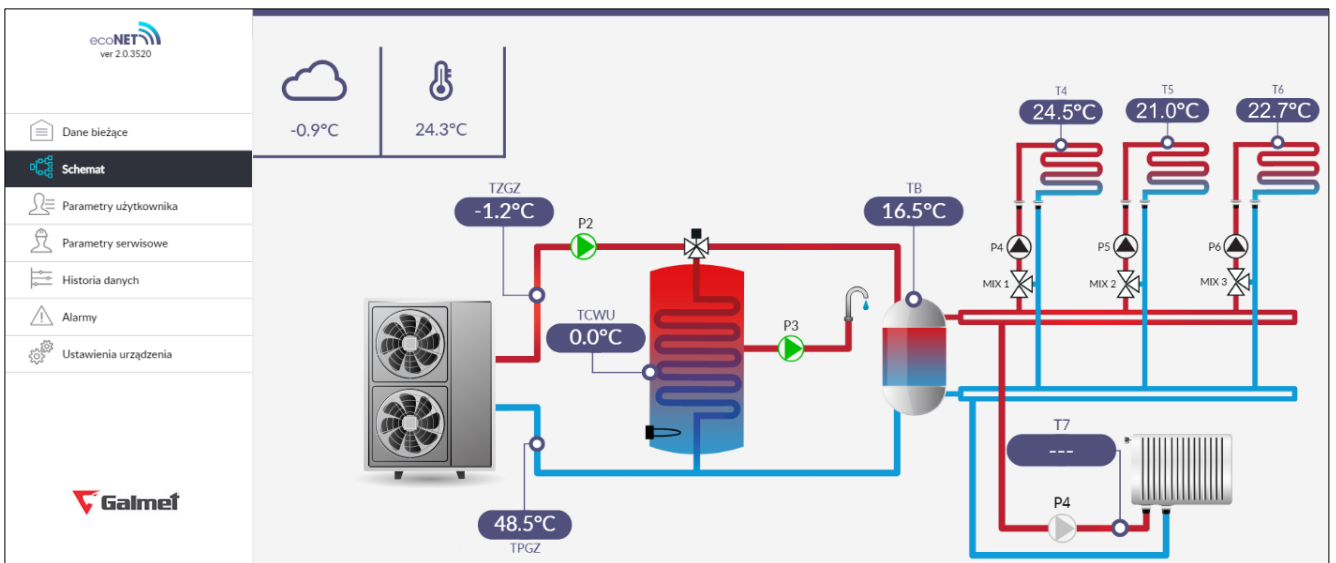 ecoNET
ver 2.0.3520
Dane bieżące
Schemat
Parametry użytkownika
Parametry serwisowe
Historia danych
Alarmy
Ustawienia urządzenia
Galmet
-0.9°C
24.3°C
T4
24.5°C
T5
21.0°C
T6
22.7°C
TZGZ
-1.2°C
P2
TB
16.5°C
P4
P5
P6
MIX 1
MIX 2
MIX 3
TCWU
0.0°C
P3
T7
---
P4
48.5°C
TPGZ